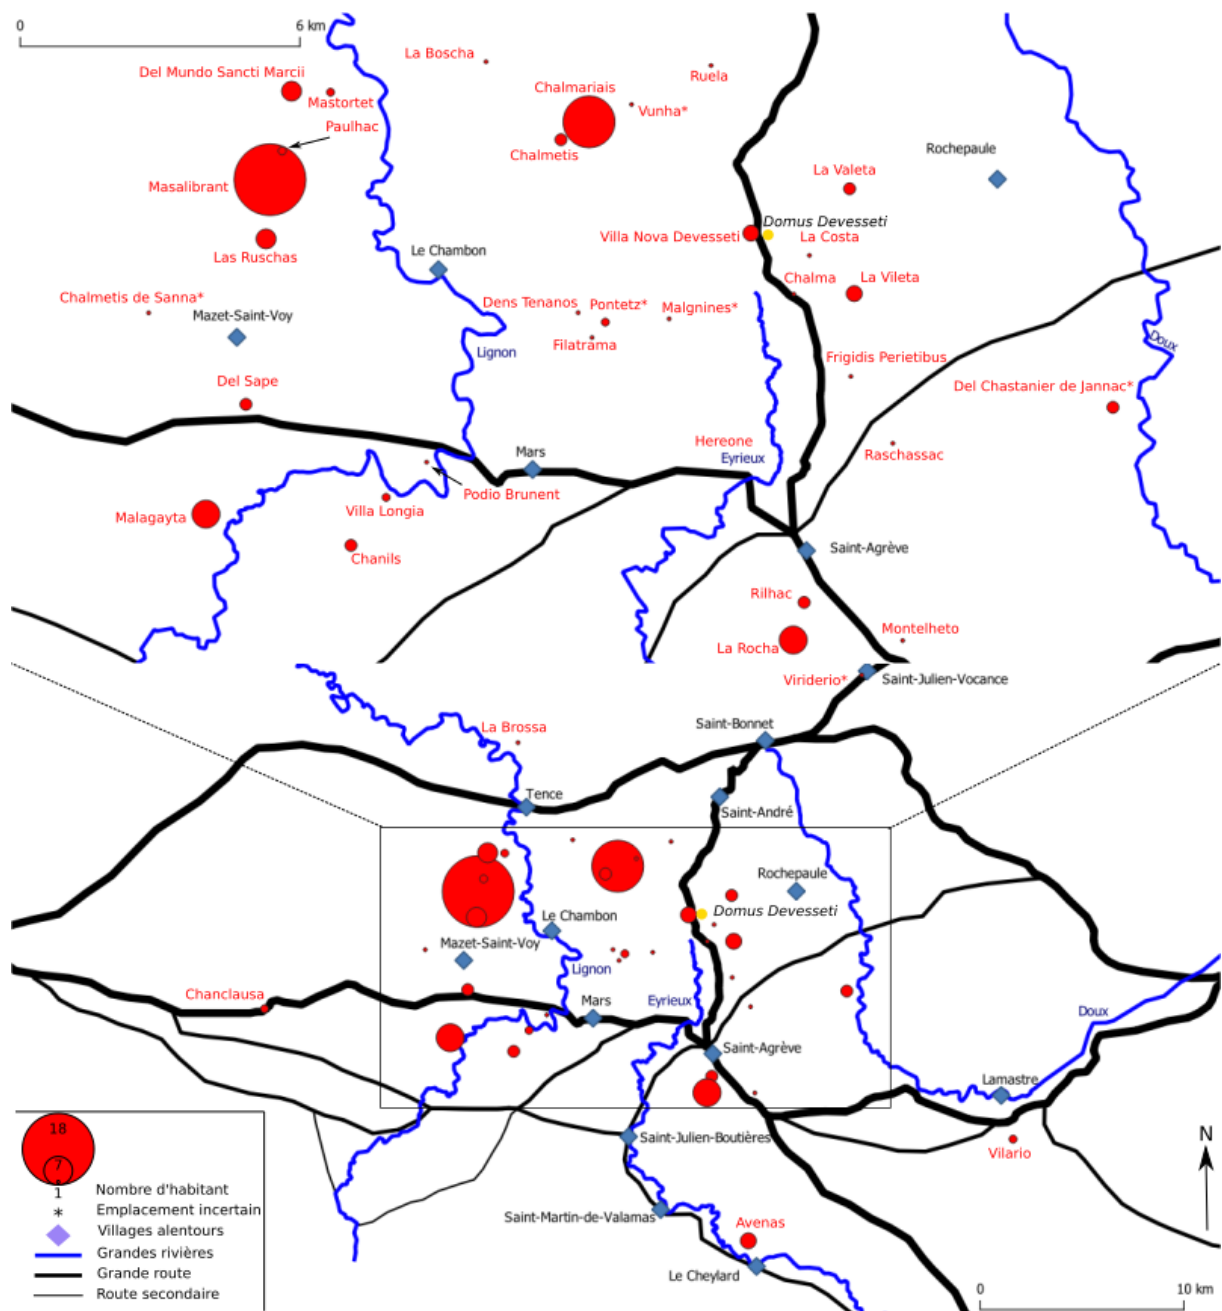 0
6 km
La Boscha
Ruela
Del Mundo Sancti Marcii
Chalmariais
Mastortet
Vunha*
Paulhac
Chalmetis
Rochepaule
La Valeta
Masalibrant
Domus Devesseti
Villa Nova Devesseti
La Costa
Las Ruschas
Le Chambon
Chalma
La Vileta
Chalmetis de Sanna*
Dens Tenanos
Pontetz*
Malgnines*
Mazet-Saint-Voy
Filatrama
Lignon
Doux
Frigidis Perietibus
Del Sape
Del Chastanier de Jannac*
Hereone
Mars
Eyrieux
Raschassac
Podio Brunent
Villa Longia
Malagayta
Saint-Agrève
Chanils
Rilhac
Montelheto
La Rocha
Viriderio*
Saint-Julien-Vocance
La Brossa
Saint-Bonnet
Tence
Saint-André
Rochepaule
Le Chambon
Domus Devesseti
Mazet-Saint-Voy
Lignon
Chanclausa
Mars
Eyrieux
Doux
Saint-Agrève
Lamastre
Saint-Julien-Boutières
Vilario
Saint-Martin-de-Valamas
Avenas
Le Cheylard
18
7
1
Nombre d'habitant
* Emplacement incertain
Villages alentours
Grandes rivières
Grande route
Route secondaire
N
0
10 km